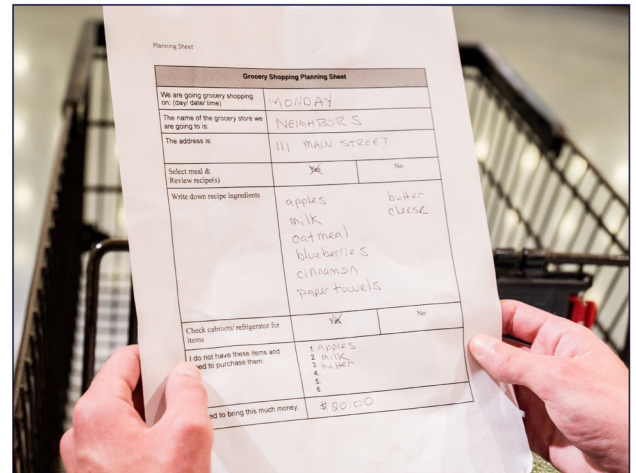 Planning Sheet
Grocery Shopping Planning Sheet
We are going grocery shopping
on: (day/ date/ time)
MONDAY
The name of the grocery store we
are going to is:
NEIGHBORS
The address is:
111 MAIN STREET
Select meal &
Review recipe(s)
Yes
No
Write down recipe ingredients
apples
milk
oatmeal
blueberries
cinnamon
paper towels
butter
cheese
Check cabinets/ refrigerator for
items
Yes
No
I do not have these items and
ed to purchase them:
1. apples
2. milk
3. butter
4.
5.
6.
ed to bring this much money:
$20.00